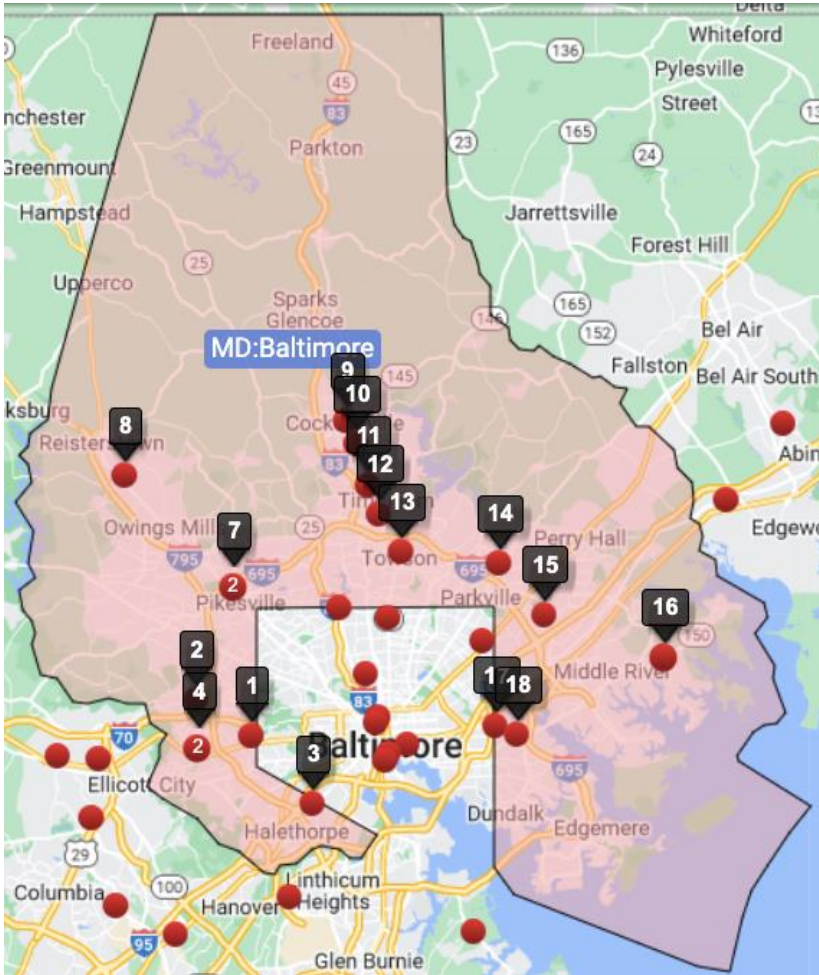 Delta
Whiteford
136
Pylesville
Freeland
Street
45
83
nchester
Parkton
165
23
24
Greenmount
Hampstead
Jarrettsville
25
Forest Hill
Upperco
Sparks
Glencoe
165
146
152
Bel Air
MD:Baltimore
Fallston
9
145
Bel Air South
10
ksburg
8
11
Abin
Reisterstown
83
12
13
Owings Mill
25
Edgew
7
14
Perry Hall
795
695
Towson
695
15
2
Pikesville
Parkville
16
150
2
Middle River
4
1
17
18
83
70
2
3
Baltimore
695
Ellicott City
Dundalk
Edgemere
Halethorpe
29
Columbia
100
Linthicum
Heights
Hanover
95
Glen Burnie